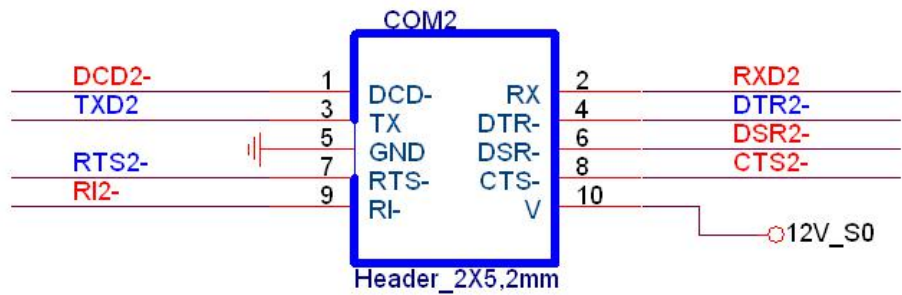 COM2
DCD2- 1 DCD- RX 2 RXD2
TXD2 3 TX DTR- 4 DTR2-
5 GND DSR- 6 DSR2-
RTS2- 7 RTS- CTS- 8 CTS2-
RI2- 9 RI- V 10
12V_S0
Header_2X5,2mm